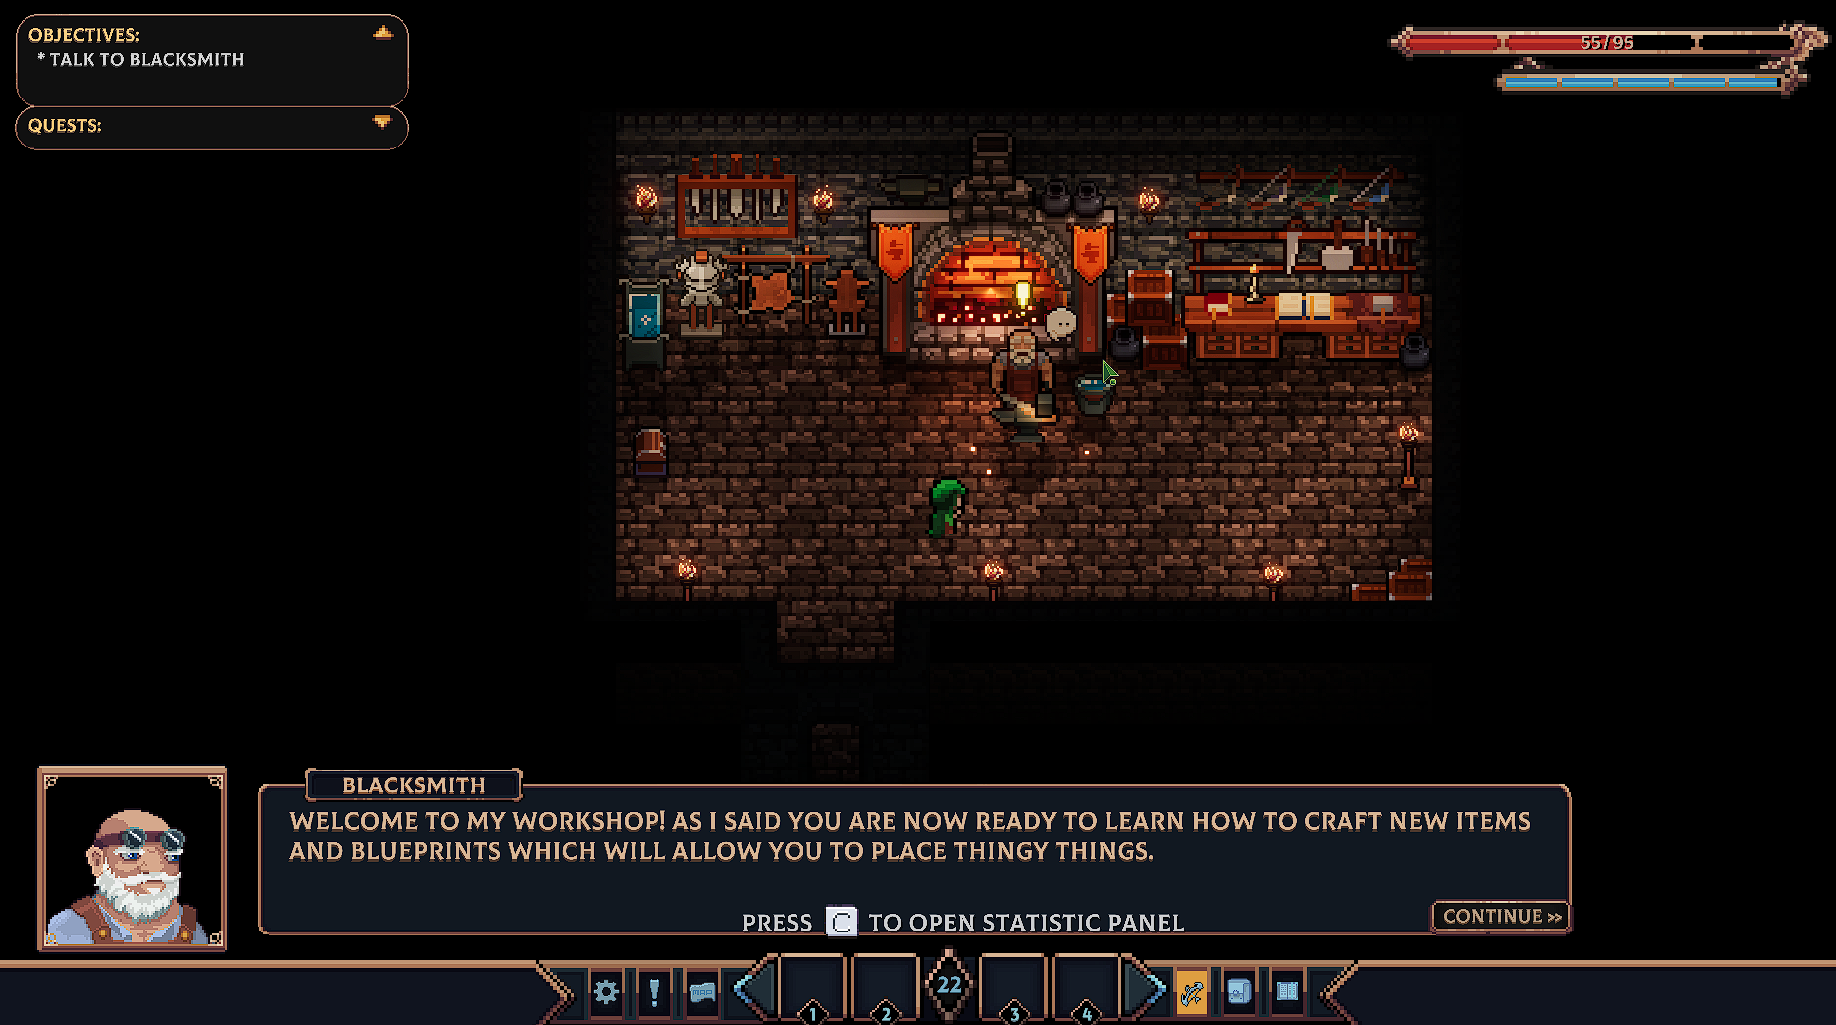 OBJECTIVES:
* TALK TO BLACKSMITH
QUESTS:
55/95
BLACKSMITH
WELCOME TO MY WORKSHOP! AS I SAID YOU ARE NOW READY TO LEARN HOW TO CRAFT NEW ITEMS
AND BLUEPRINTS WHICH WILL ALLOW YOU TO PLACE THINGY THINGS.
CONTINUE >>
PRESS C TO OPEN STATISTIC PANEL
MAP
22
1 2 3 4